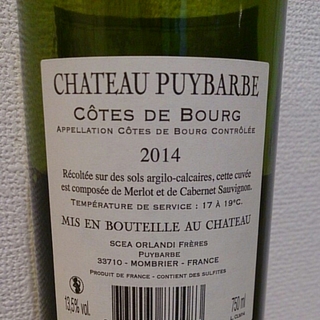 CHATEAU PUYBARBE
CÔTES DE BOURG
APPELLATION CÔTES DE BOURG CONTRÔLÉE
2014
Récoltée sur des sols argilo-calcaires, cette cuvée
est composée de Merlot et de Cabernet Sauvignon.
TEMPÉRATURE DE SERVICE : 17 À 19°C.
MIS EN BOUTEILLE AU CHATEAU
SCEA ORLANDI FRÈRES
PUYBARBE
33710 - MOMBRIER - FRANCE
PRODUIT DE FRANCE - CONTIENT DES SULFITES
13,5% vol.
750 ml